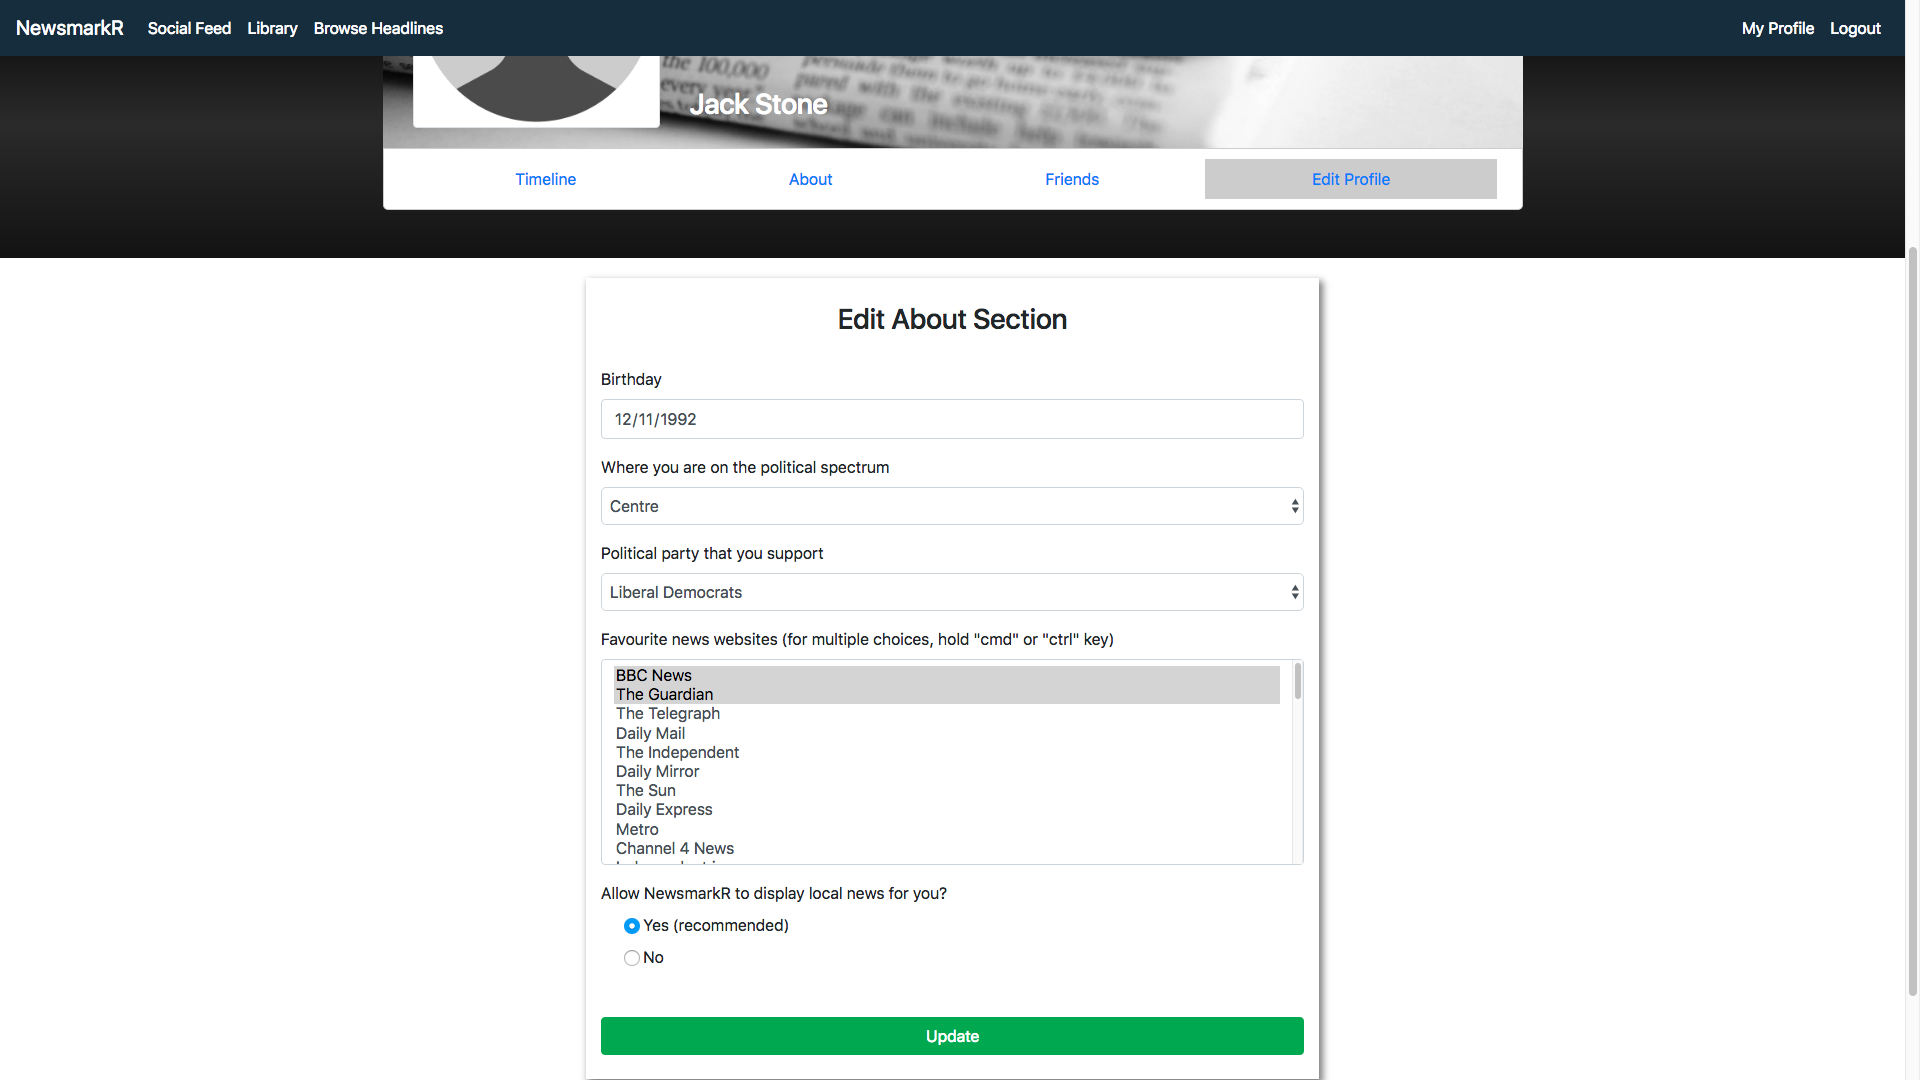 NewsmarkR Social Feed Library Browse Headlines My Profile Logout
the 100,000
every year
Jack Stone
Timeline About Friends Edit Profile
Edit About Section
Birthday
12/11/1992
Where you are on the political spectrum
Centre
Political party that you support
Liberal Democrats
Favourite news websites (for multiple choices, hold "cmd" or "ctrl" key)
BBC News
The Guardian
The Telegraph
Daily Mail
The Independent
Daily Mirror
The Sun
Daily Express
Metro
Channel 4 News
Allow NewsmarkR to display local news for you?
Yes (recommended)
No
Update